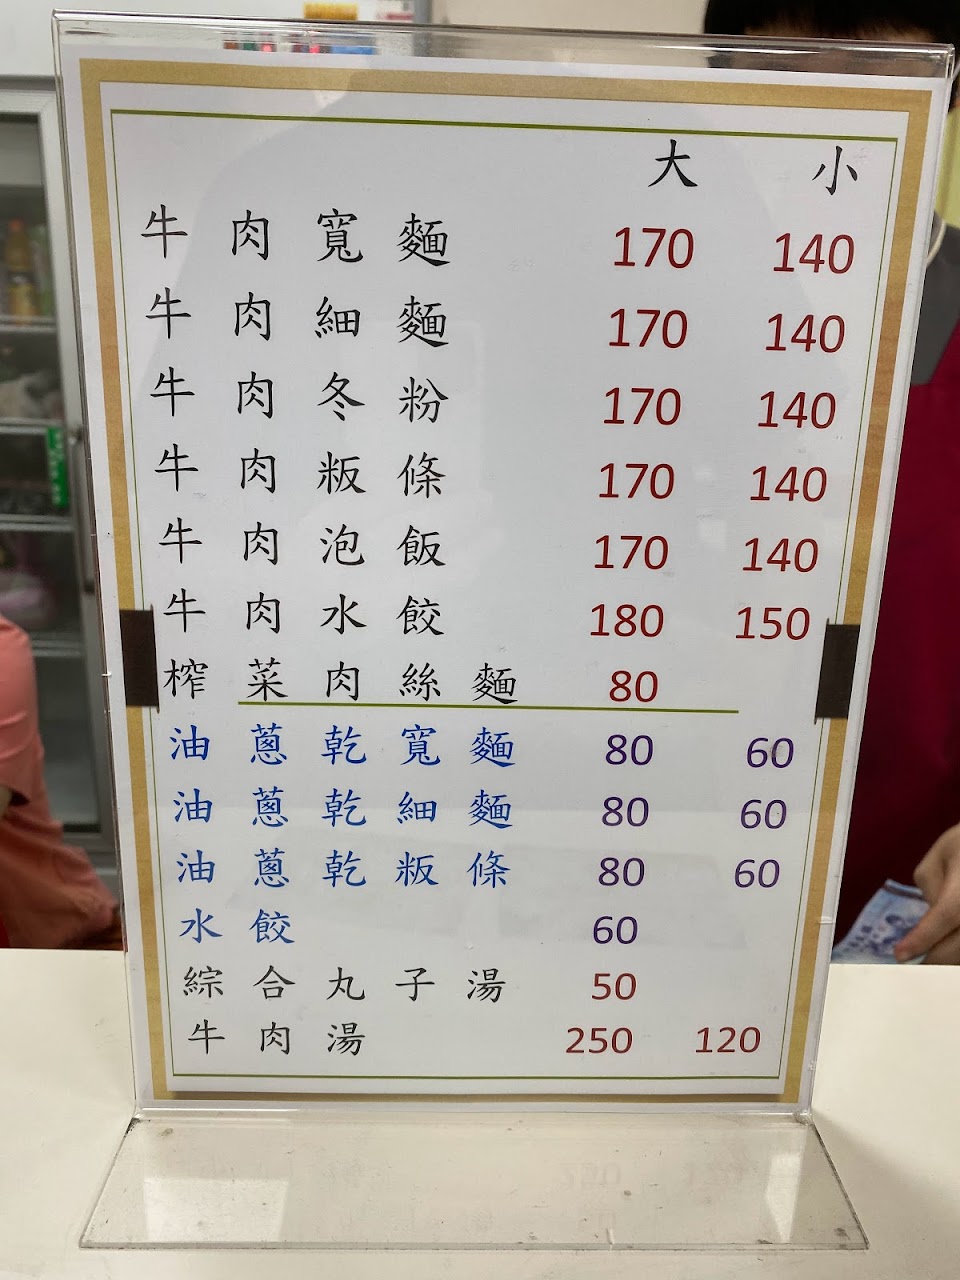 大 小
牛肉寬麵 170 140
牛肉細麵 170 140
牛肉冬粉 170 140
牛肉粄條 170 140
牛肉泡飯 170 140
牛肉水餃 180 150
榨菜肉絲麵 80
油蔥乾寬麵 80 60
油蔥乾細麵 80 60
油蔥乾粄條 80 60
水餃 60
綜合丸子湯 50
牛肉湯 250 120